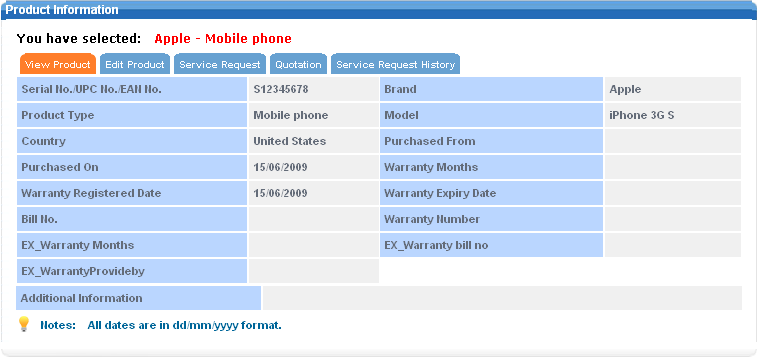 Product Information
You have selected: Apple - Mobile phone
View Product Edit Product Service Request Quotation Service Request History
Serial No./UPC No./EAN No. S12345678 Brand Apple
Product Type Mobile phone Model iPhone 3G S
Country United States Purchased From
Purchased On 15/06/2009 Warranty Months
Warranty Registered Date 15/06/2009 Warranty Expiry Date
Bill No. Warranty Number
EX_Warranty Months EX_Warranty bill no
EX_WarrantyProvideby
Additional Information
Notes: All dates are in dd/mm/yyyy format.